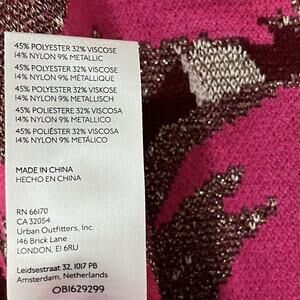 45% POLYESTER 32% VISCOSE
14% NYLON 9% METALLIC
45% POLYESTER 32% VISCOSE
14% NYLON 9% MÉTALLIQUE
45% POLYESTER 32% VISKOSE
14% NYLON 9% METALLISCH
45% POLIESTERE 32% VISCOSA
14% NYLON 9% METALLICO
45% POLIÉSTER 32% VISCOSA
14% NYLON 9% METÁLICO
MADE IN CHINA
HECHO EN CHINA
RN 66170
CA 32054
Urban Outfitters, Inc.
146 Brick Lane
LONDON, E1 6RU
Leidsestraat 32, 1017 PB
Amsterdam, Netherlands
OB1629299